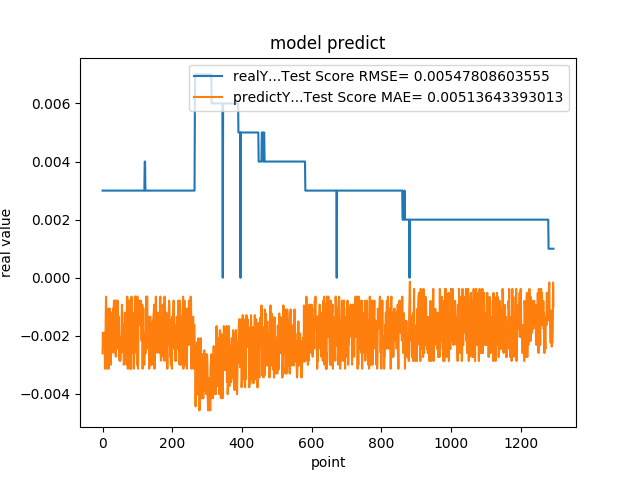 model predict
realY...Test Score RMSE= 0.00547808603555
predictY...Test Score MAE= 0.00513643393013
real value
0.006
0.004
0.002
0.000
−0.002
−0.004
0 200 400 600 800 1000 1200
point